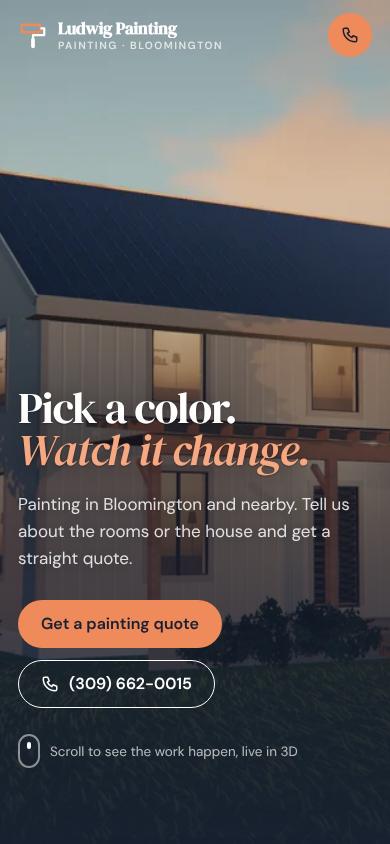 Ludwig Painting
PAINTING · BLOOMINGTON
Pick a color.
Watch it change.
Painting in Bloomington and nearby. Tell us
about the rooms or the house and get a
straight quote.
Get a painting quote
(309) 662-0015
Scroll to see the work happen, live in 3D